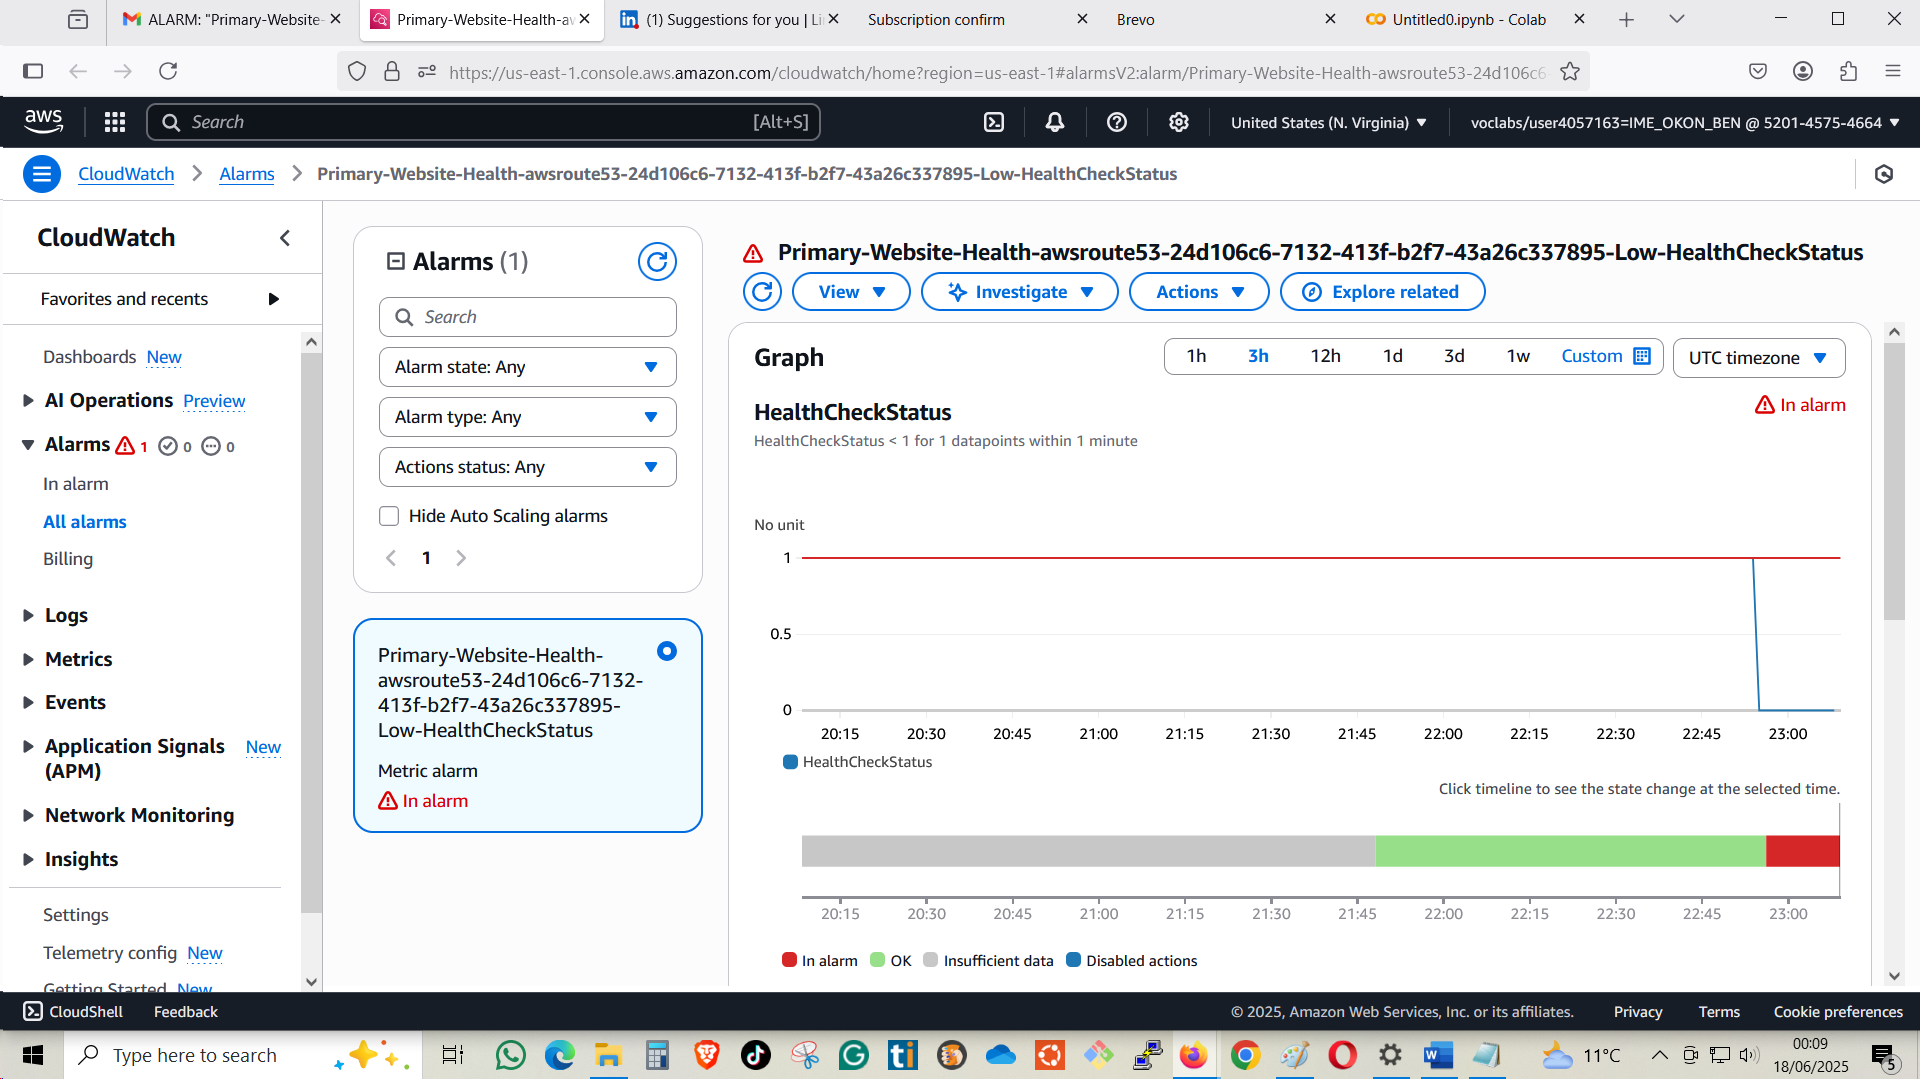 ALARM: "Primary-Website-
Primary-Website-Health-aw
(1) Suggestions for you | Li
Subscription confirm
Brevo
Untitled0.ipynb - Colab
https://us-east-1.console.aws.amazon.com/cloudwatch/home?region=us-east-1#alarmsV2:alarm/Primary-Website-Health-awsroute53-24d106c6-
aws
Search
[Alt+S]
United States (N. Virginia)
voclabs/user4057163=IME_OKON_BEN @ 5201-4575-4664
CloudWatch
Alarms
Primary-Website-Health-awsroute53-24d106c6-7132-413f-b2f7-43a26c337895-Low-HealthCheckStatus
CloudWatch
Favorites and recents
Dashboards New
AI Operations Preview
Alarms 1 0 0
In alarm
All alarms
Billing
Logs
Metrics
Events
Application Signals (APM) New
Network Monitoring
Insights
Settings
Telemetry config New
Getting Started New
Alarms (1)
Search
Alarm state: Any
Alarm type: Any
Actions status: Any
Hide Auto Scaling alarms
1
Primary-Website-Health-
awsroute53-24d106c6-7132-
413f-b2f7-43a26c337895-
Low-HealthCheckStatus
Metric alarm
In alarm
Primary-Website-Health-awsroute53-24d106c6-7132-413f-b2f7-43a26c337895-Low-HealthCheckStatus
View
Investigate
Actions
Explore related
Graph
1h 3h 12h 1d 3d 1w Custom
UTC timezone
HealthCheckStatus
In alarm
HealthCheckStatus < 1 for 1 datapoints within 1 minute
No unit
1
0.5
0
20:15 20:30 20:45 21:00 21:15 21:30 21:45 22:00 22:15 22:30 22:45 23:00
HealthCheckStatus
Click timeline to see the state change at the selected time.
20:15 20:30 20:45 21:00 21:15 21:30 21:45 22:00 22:15 22:30 22:45 23:00
In alarm OK Insufficient data Disabled actions
CloudShell
Feedback
© 2025, Amazon Web Services, Inc. or its affiliates.
Privacy
Terms
Cookie preferences
Type here to search
11°C
00:09
18/06/2025
5